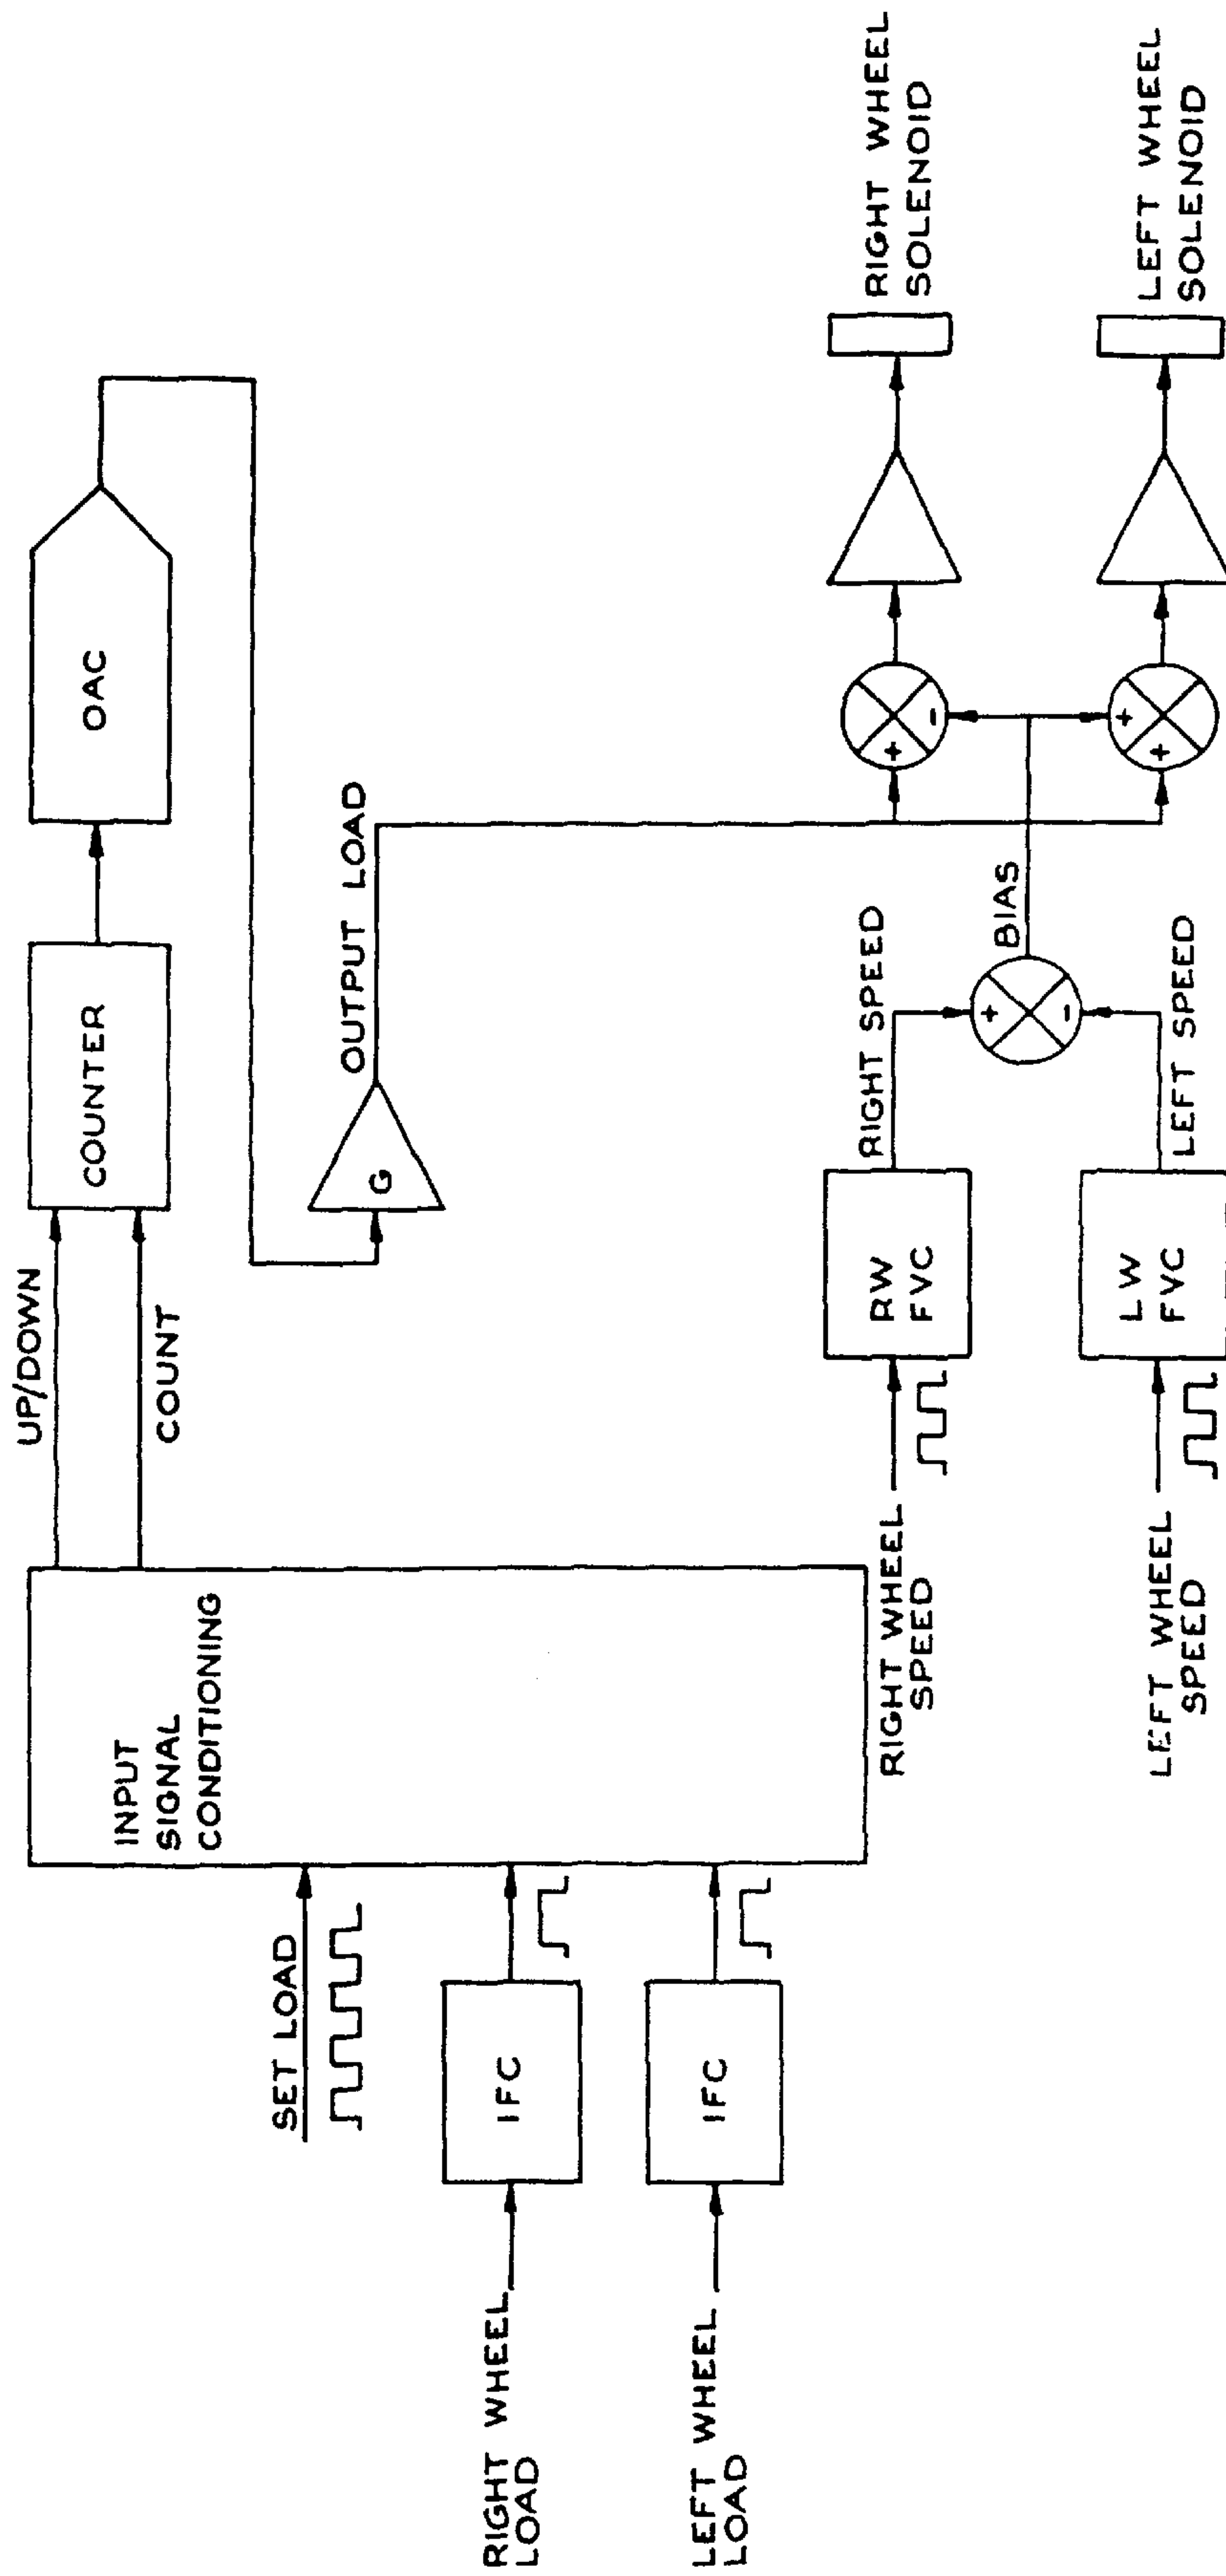 UP/DOWN
COUNT
COUNTER
OAC
INPUT
SIGNAL
CONDITIONING
SET LOAD
IFC
IFC
RIGHT WHEEL
LOAD
LEFT WHEEL
LOAD
G
OUTPUT LOAD
RIGHT WHEEL
SPEED
LEFT WHEEL
SPEED
RW
FVC
LW
FVC
RIGHT SPEED
LEFT SPEED
+
-
BIAS
+
-
+
+
RIGHT WHEEL
SOLENOID
LEFT WHEEL
SOLENOID